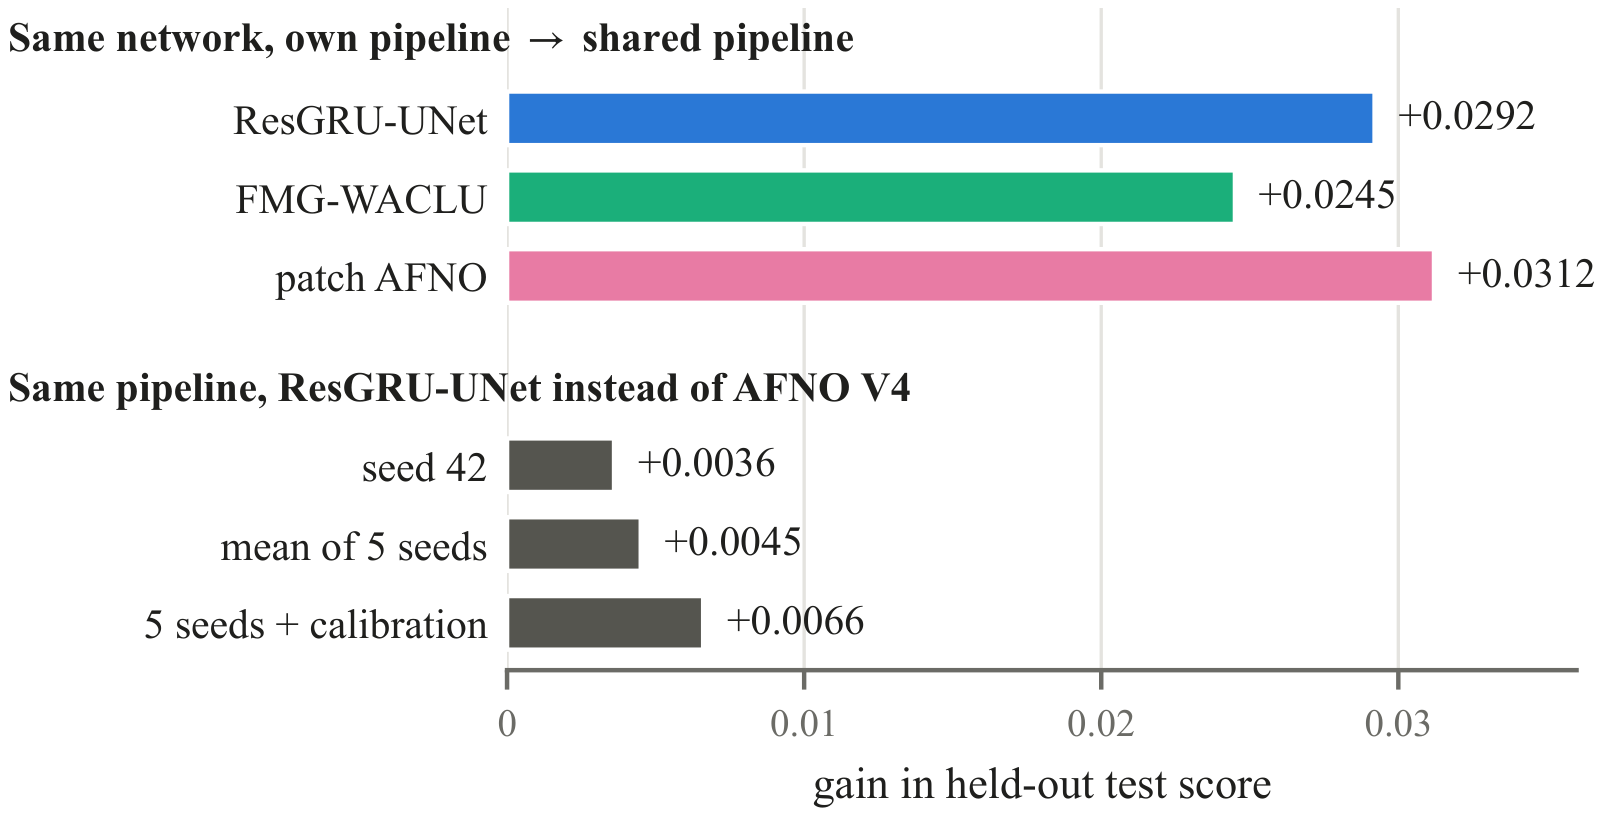 Same network, own pipeline → shared pipeline
ResGRU-UNet +0.0292
FMG-WACLU +0.0245
patch AFNO +0.0312
Same pipeline, ResGRU-UNet instead of AFNO V4
seed 42 +0.0036
mean of 5 seeds +0.0045
5 seeds + calibration +0.0066
0 0.01 0.02 0.03
gain in held-out test score